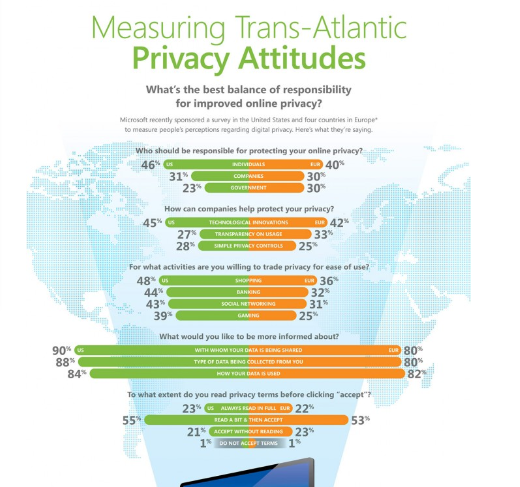 Measuring Trans-Atlantic
Privacy Attitudes
What's the best balance of responsibility
for improved online privacy?
Microsoft recently sponsored a survey in the United States and four countries in Europe*
to measure people's perceptions regarding digital privacy. Here's what they're saying.
Who should be responsible for protecting your online privacy?
46% US INDIVIDUALS EUR 40%
31% COMPANIES 30%
23% GOVERNMENT 30%
How can companies help protect your privacy?
45% US TECHNOLOGICAL INNOVATIONS EUR 42%
27% TRANSPARENCY ON USAGE 33%
28% SIMPLE PRIVACY CONTROLS 25%
For what activities are you willing to trade privacy for ease of use?
48% US SHOPPING EUR 36%
44% BANKING 32%
43% SOCIAL NETWORKING 31%
39% GAMING 25%
What would you like to be more informed about?
90% US WITH WHOM YOUR DATA IS BEING SHARED EUR 80%
88% TYPE OF DATA BEING COLLECTED FROM YOU 80%
84% HOW YOUR DATA IS USED 82%
To what extent do you read privacy terms before clicking "accept"?
23% US ALWAYS READ IN FULL EUR 22%
55% READ A BIT & THEN ACCEPT 53%
21% ACCEPT WITHOUT READING 23%
1% DO NOT ACCEPT TERMS 1%